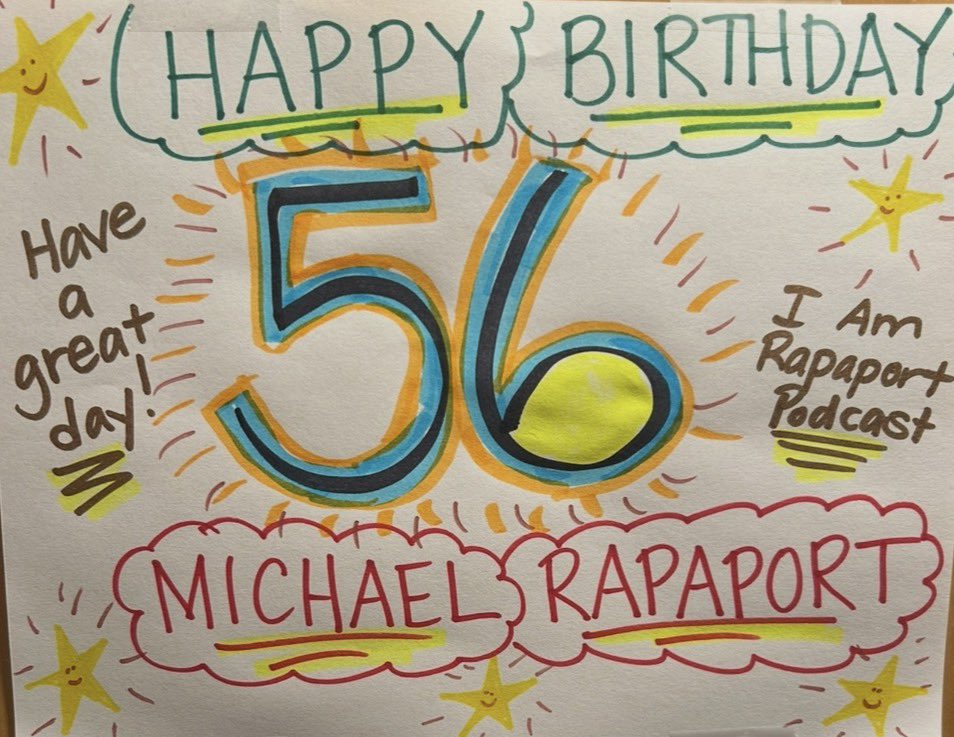 HAPPY BIRTHDAY
56
Have
a
great
day!
I Am
Rapaport
Podcast
MICHAEL RAPAPORT